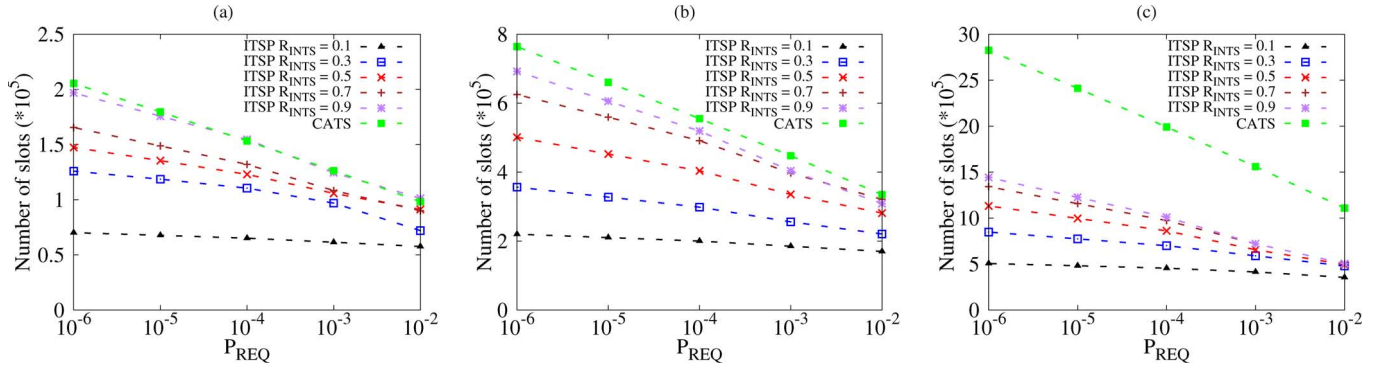 (a)
Number of slots (*10^5)
2.5
2
1.5
1
0.5
0
10^-6
10^-5
10^-4
10^-3
10^-2
P_REQ
ITSP R_INTS = 0.1
ITSP R_INTS = 0.3
ITSP R_INTS = 0.5
ITSP R_INTS = 0.7
ITSP R_INTS = 0.9
CATS
(b)
Number of slots (*10^5)
8
6
4
2
0
10^-6
10^-5
10^-4
10^-3
10^-2
P_REQ
ITSP R_INTS = 0.1
ITSP R_INTS = 0.3
ITSP R_INTS = 0.5
ITSP R_INTS = 0.7
ITSP R_INTS = 0.9
CATS
(c)
Number of slots (*10^5)
30
25
20
15
10
5
0
10^-6
10^-5
10^-4
10^-3
10^-2
P_REQ
ITSP R_INTS = 0.1
ITSP R_INTS = 0.3
ITSP R_INTS = 0.5
ITSP R_INTS = 0.7
ITSP R_INTS = 0.9
CATS